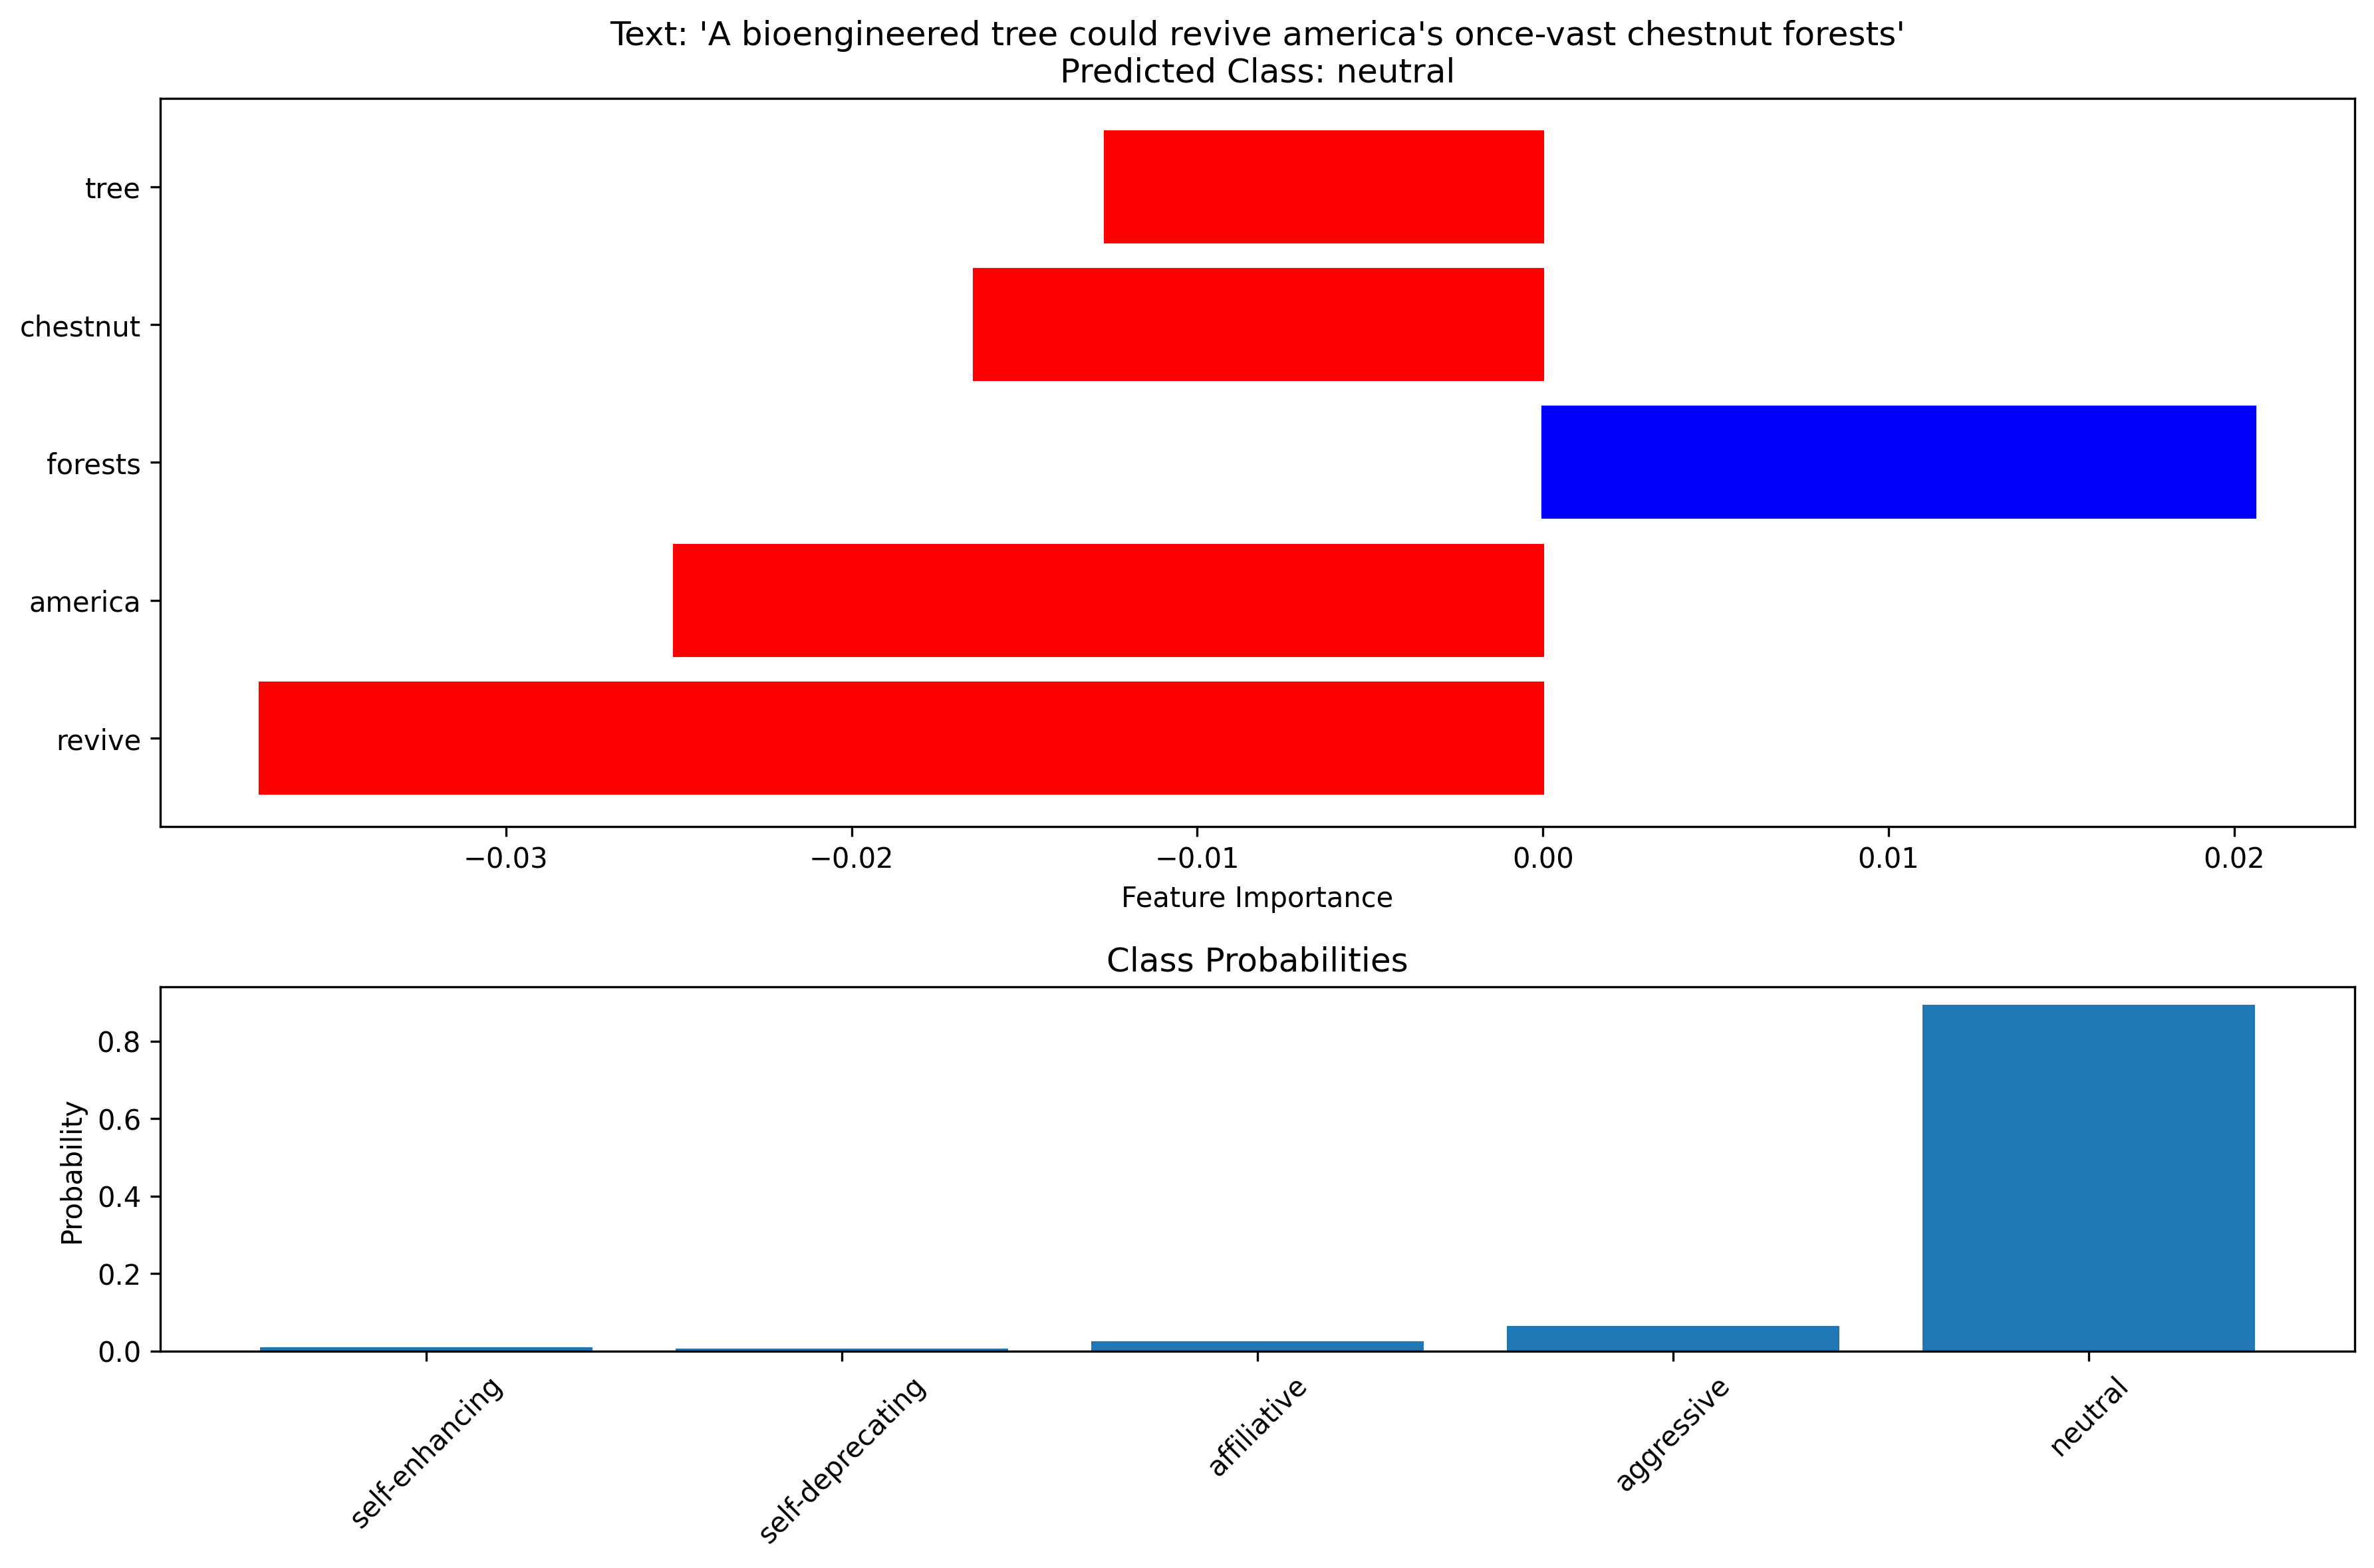 Text: 'A bioengineered tree could revive america's once-vast chestnut forests'
Predicted Class: neutral
tree
chestnut
forests
america
revive
−0.03 −0.02 −0.01 0.00 0.01 0.02
Feature Importance
Class Probabilities
Probability
0.8
0.6
0.4
0.2
0.0
self-enhancing self-deprecating affiliative aggressive neutral